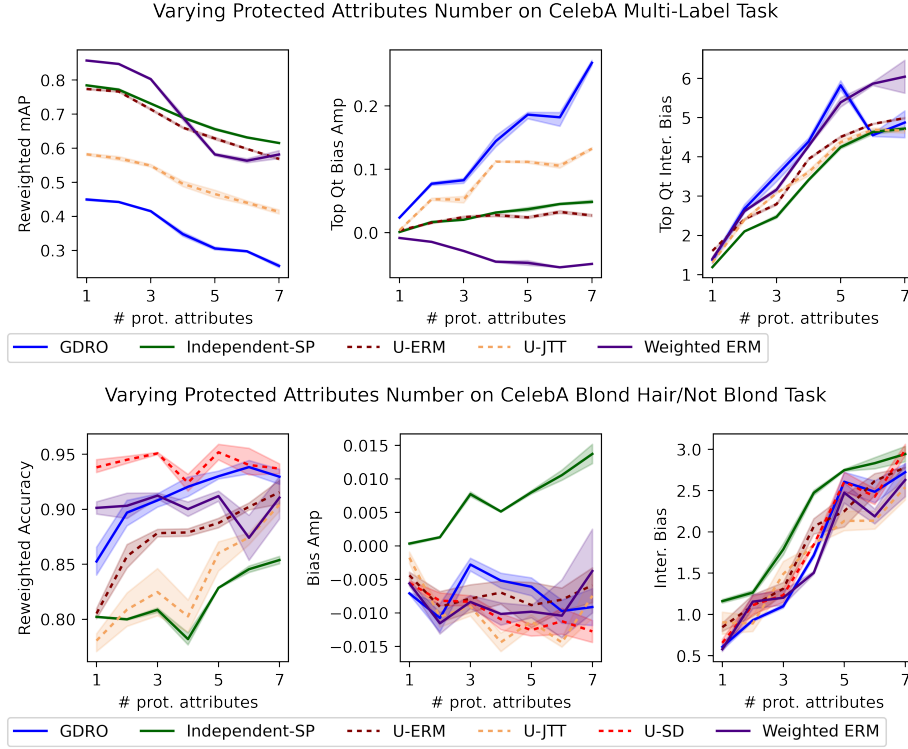 Varying Protected Attributes Number on CelebA Multi-Label Task
Reweighted mAP
0.8
0.7
0.6
0.5
0.4
0.3
1 3 5 7
# prot. attributes
Top Qt Bias Amp
0.2
0.1
0.0
1 3 5 7
# prot. attributes
Top Qt Inter. Bias
6
5
4
3
2
1
1 3 5 7
# prot. attributes
GDRO Independent-SP U-ERM U-JTT Weighted ERM
Varying Protected Attributes Number on CelebA Blond Hair/Not Blond Task
Reweighted Accuracy
0.95
0.90
0.85
0.80
1 3 5 7
# prot. attributes
Bias Amp
0.015
0.010
0.005
0.000
−0.005
−0.010
−0.015
1 3 5 7
# prot. attributes
Inter. Bias
3.0
2.5
2.0
1.5
1.0
0.5
1 3 5 7
# prot. attributes
GDRO Independent-SP U-ERM U-JTT U-SD Weighted ERM